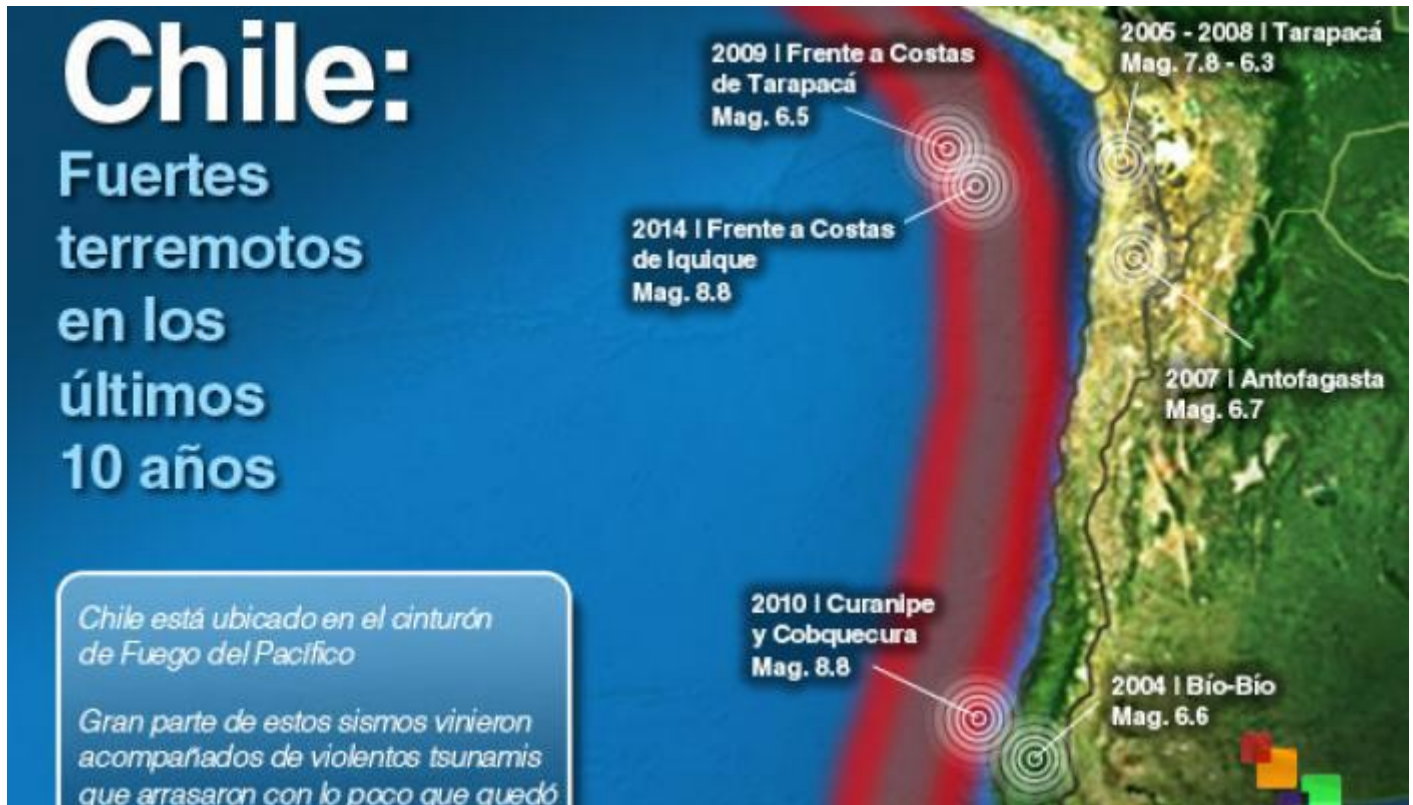 Chile:
Fuertes
terremotos
en los
últimos
10 años
Chile está ubicado en el cinturón
de Fuego del Pacífico
Gran parte de estos sismos vinieron
acompañados de violentos tsunamis
que arrasaron con lo poco que quedó
2009 | Frente a Costas
de Tarapacá
Mag. 6.5
2005 - 2008 | Tarapacá
Mag. 7.8 - 6.3
2014 | Frente a Costas
de Iquique
Mag. 8.8
2007 | Antofagasta
Mag. 6.7
2010 | Curanipe
y Cobquecura
Mag. 8.8
2004 | Bío-Bío
Mag. 6.6